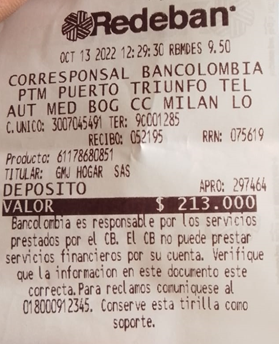 Redeban
OCT 13 2022 12:29:30 RBMDES 9.50
CORRESPONSAL BANCOLOMBIA
PTM PUERTO TRIUNFO TEL
AUT MED BOG CC MILAN LO
C.UNICO: 3007045491 TER: 9C001285
RECIBO: 052195 RRN: 075619
Producto: 61178680851
TITULAR: GMJ HOGAR SAS
DEPOSITO APRO: 297464
VALOR $ 213.000
Bancolombia es responsable por los servicios
prestados por el CB. El CB no puede prestar
servicios financieros por su cuenta. Verifique
que la informacion en este documento este
correcta. Para reclamos comuniquese al
018000912345. Conserve esta tirilla como
soporte.